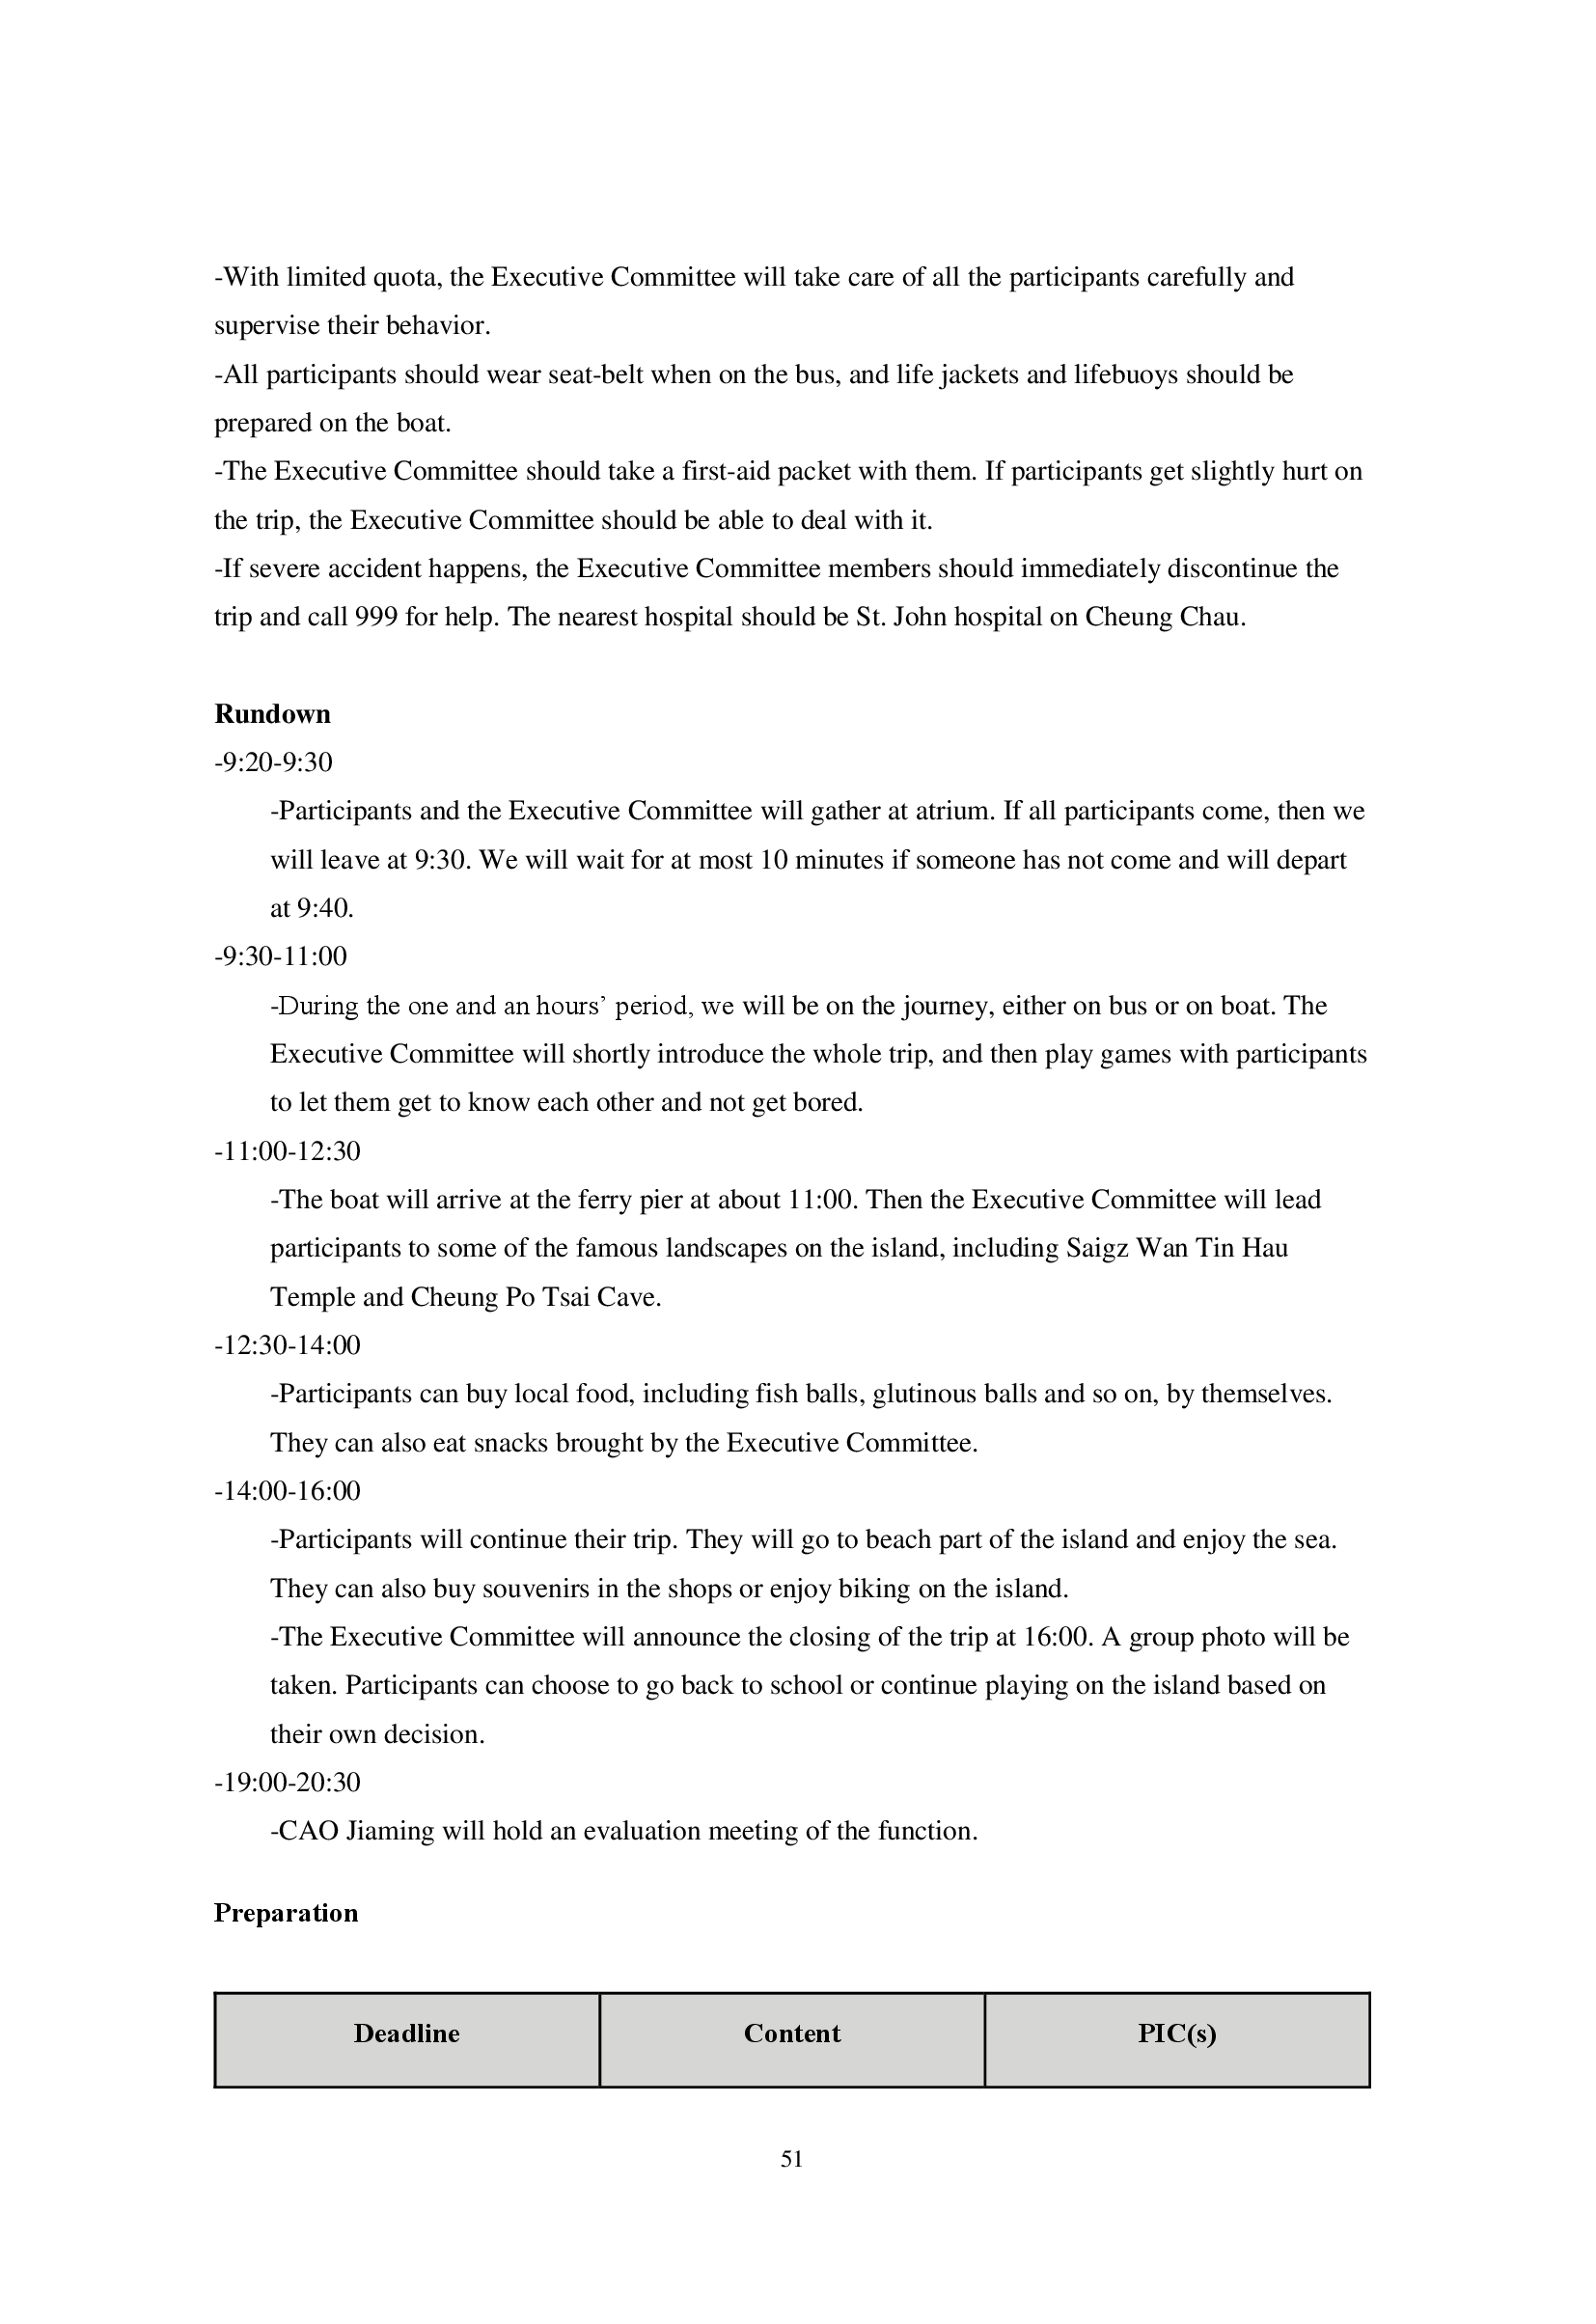 -With limited quota, the Executive Committee will take care of all the participants carefully and
supervise their behavior.
-All participants should wear seat-belt when on the bus, and life jackets and lifebuoys should be
prepared on the boat.
-The Executive Committee should take a first-aid packet with them. If participants get slightly hurt on
the trip, the Executive Committee should be able to deal with it.
-If severe accident happens, the Executive Committee members should immediately discontinue the
trip and call 999 for help. The nearest hospital should be St. John hospital on Cheung Chau.
Rundown
-9:20-9:30
-Participants and the Executive Committee will gather at atrium. If all participants come, then we
will leave at 9:30. We will wait for at most 10 minutes if someone has not come and will depart
at 9:40.
-9:30-11:00
-During the one and an hours’ period, we will be on the journey, either on bus or on boat. The
Executive Committee will shortly introduce the whole trip, and then play games with participants
to let them get to know each other and not get bored.
-11:00-12:30
-The boat will arrive at the ferry pier at about 11:00. Then the Executive Committee will lead
participants to some of the famous landscapes on the island, including Saigz Wan Tin Hau
Temple and Cheung Po Tsai Cave.
-12:30-14:00
-Participants can buy local food, including fish balls, glutinous balls and so on, by themselves.
They can also eat snacks brought by the Executive Committee.
-14:00-16:00
-Participants will continue their trip. They will go to beach part of the island and enjoy the sea.
They can also buy souvenirs in the shops or enjoy biking on the island.
-The Executive Committee will announce the closing of the trip at 16:00. A group photo will be
taken. Participants can choose to go back to school or continue playing on the island based on
their own decision.
-19:00-20:30
-CAO Jiaming will hold an evaluation meeting of the function.
Preparation
Deadline Content PIC(s)
51